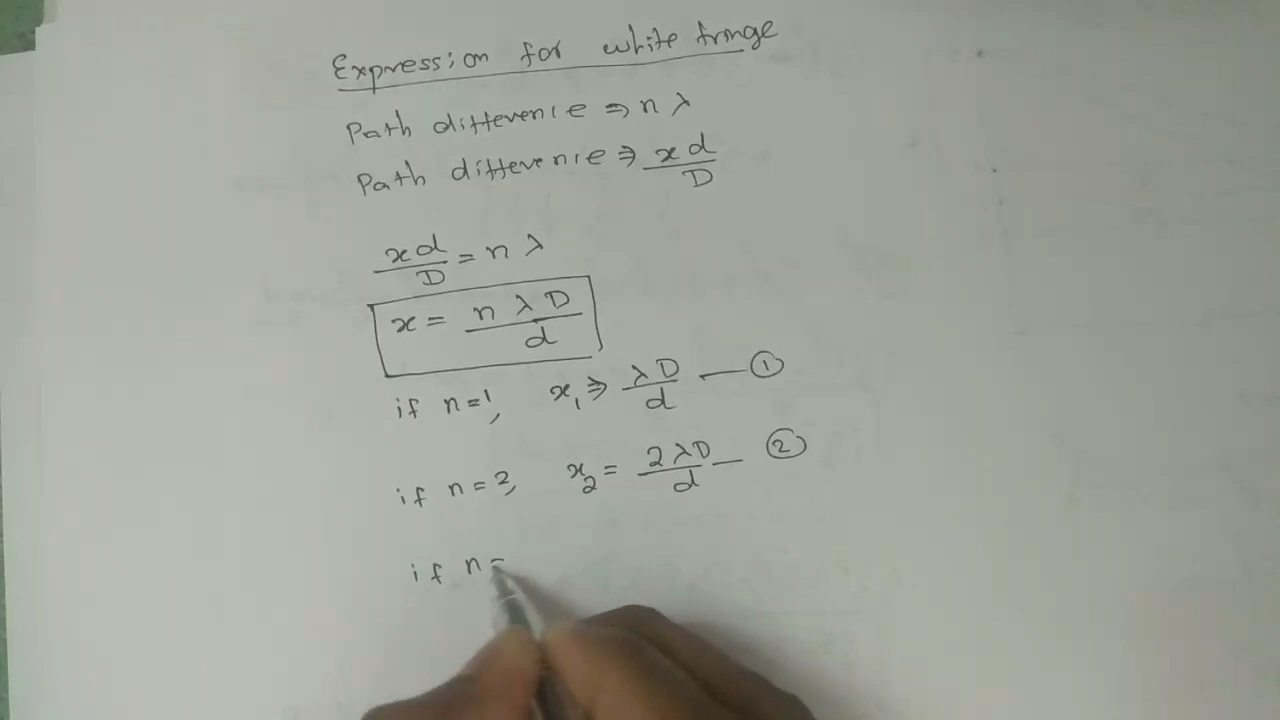 Expression for white fringe
Path difference ⇒ n λ
Path difference ⇒ xd/D
xd/D = n λ
x = n λ D/d
if n=1, x₁ ⇒ λD/d — ①
if n=2, x₂ = 2λD/d — ②
if n=